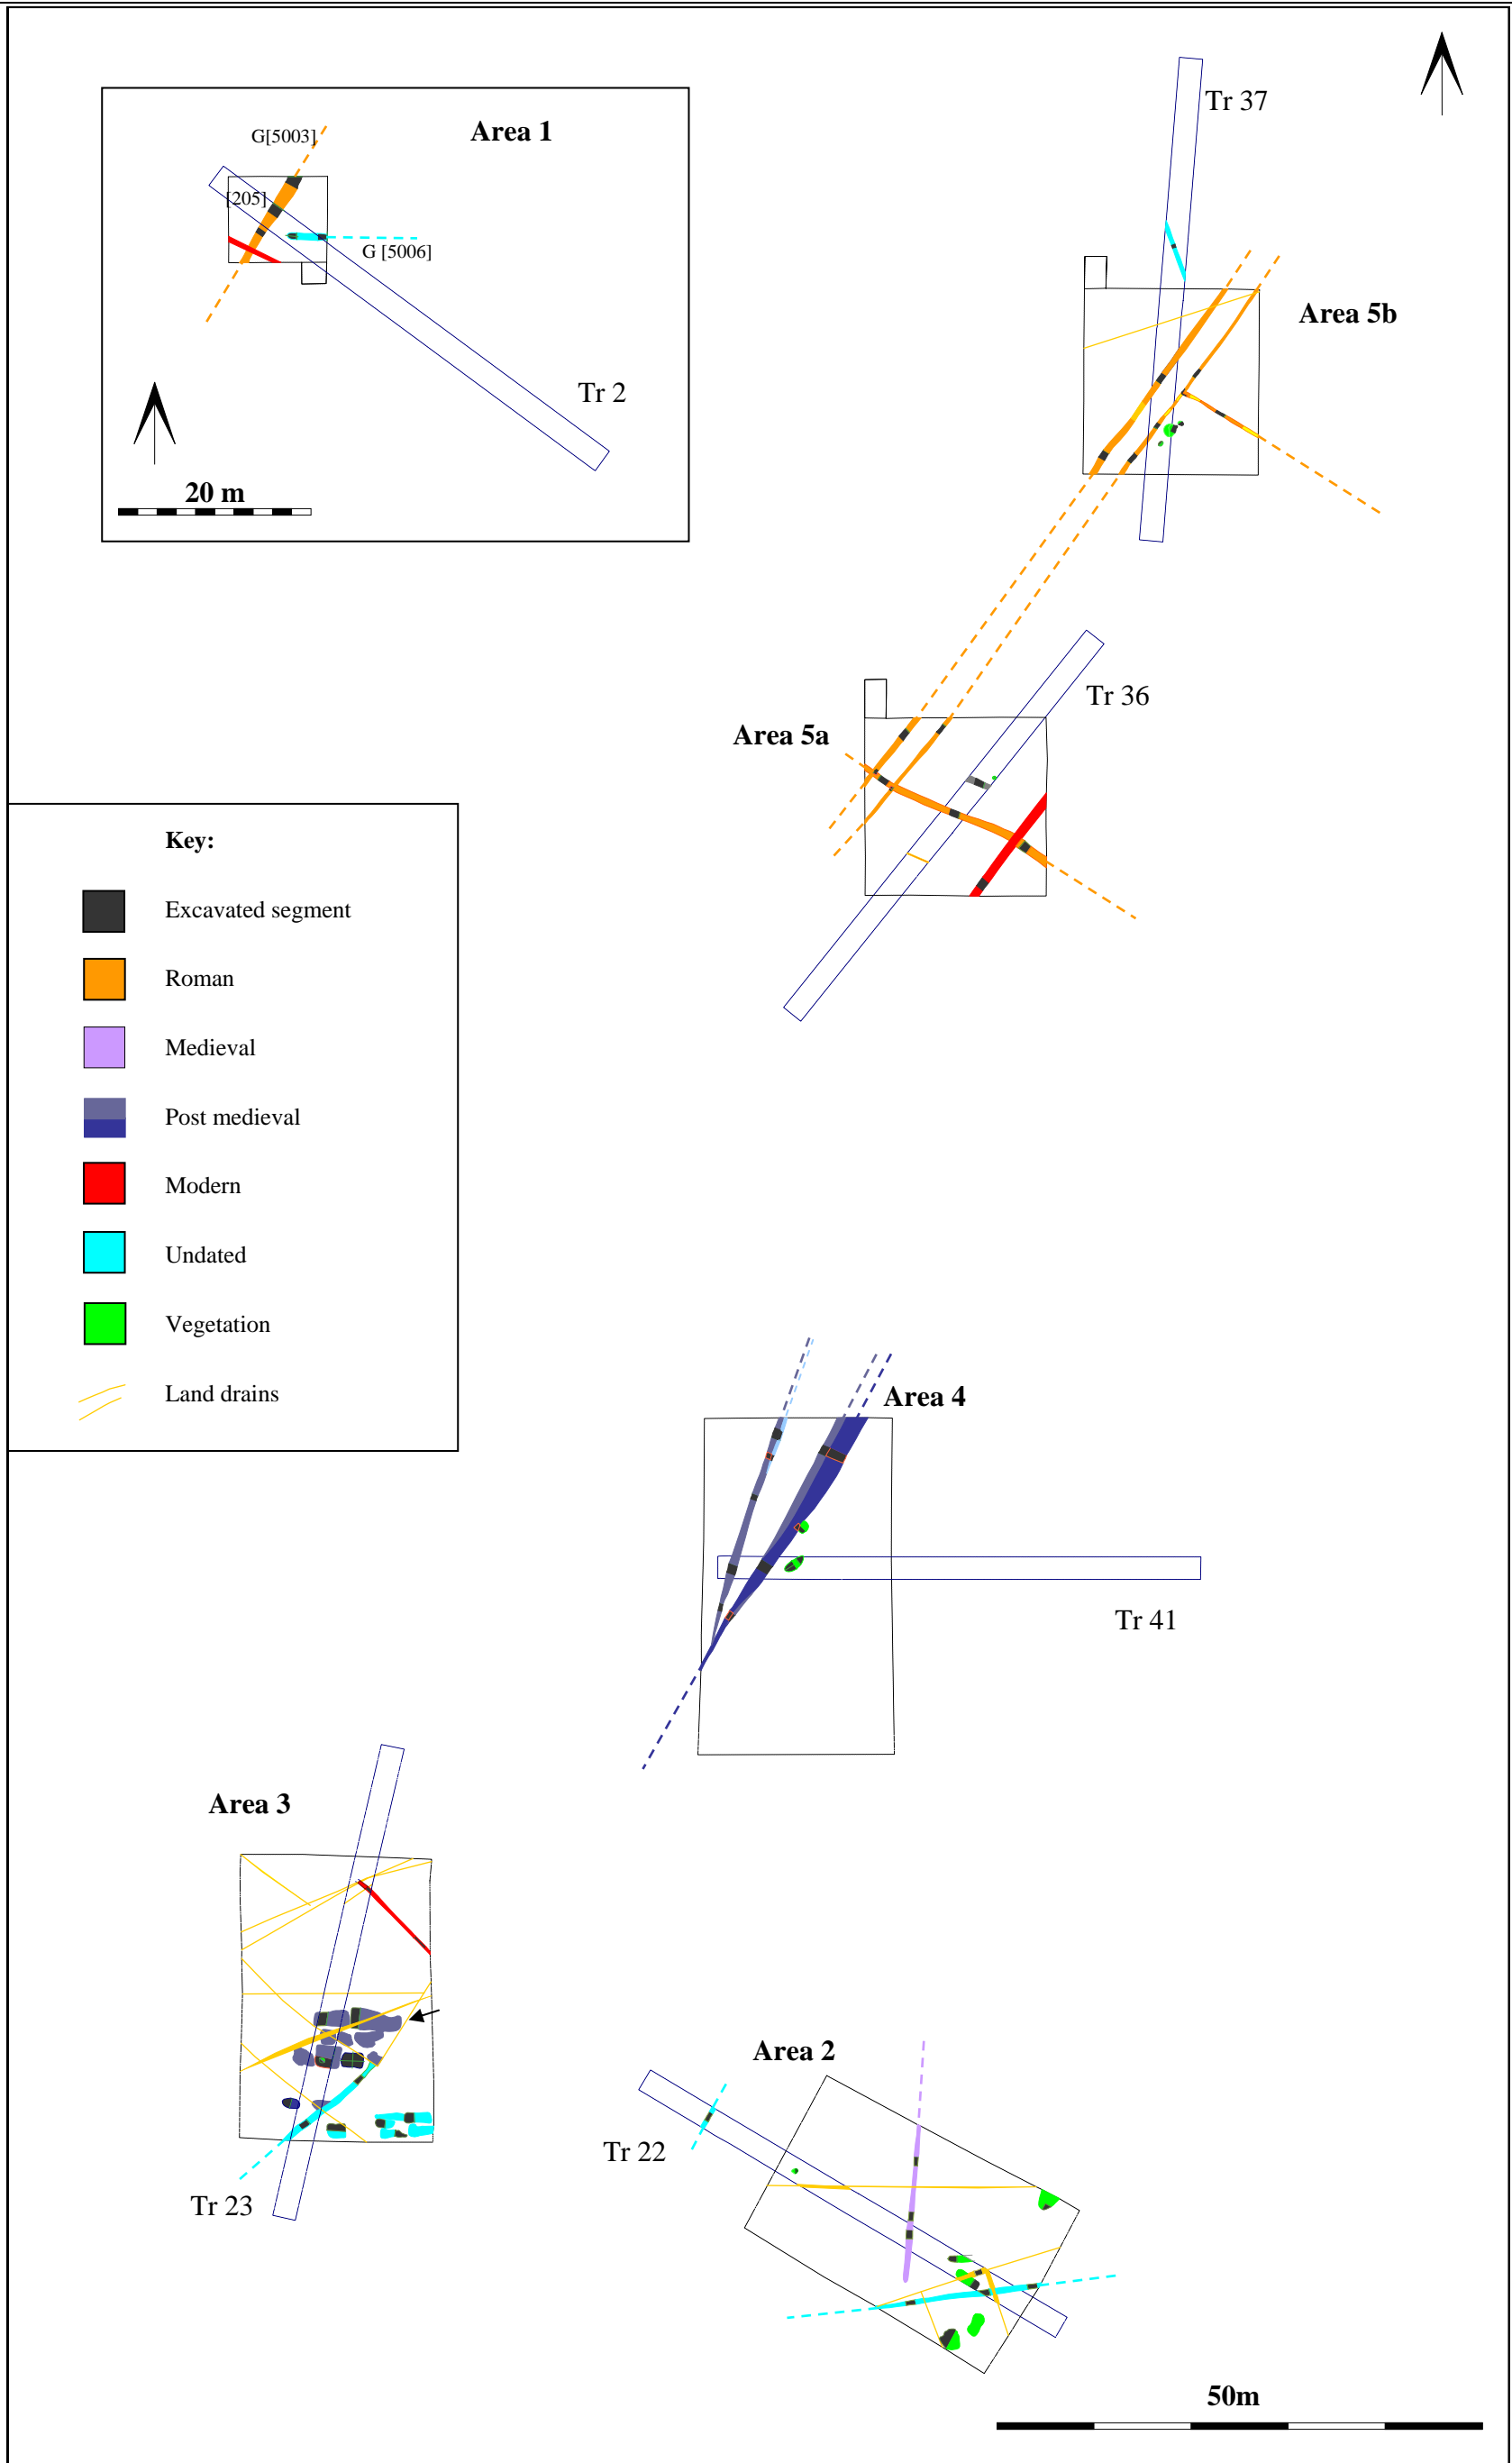 Tr 37
Area 1
G[5003]
[205]
G [5006]
Area 5b
Tr 2
20 m
Tr 36
Area 5a
Key:
Excavated segment
Roman
Medieval
Post medieval
Modern
Undated
Vegetation
Land drains
Area 4
Tr 41
Area 3
Area 2
Tr 22
Tr 23
50m